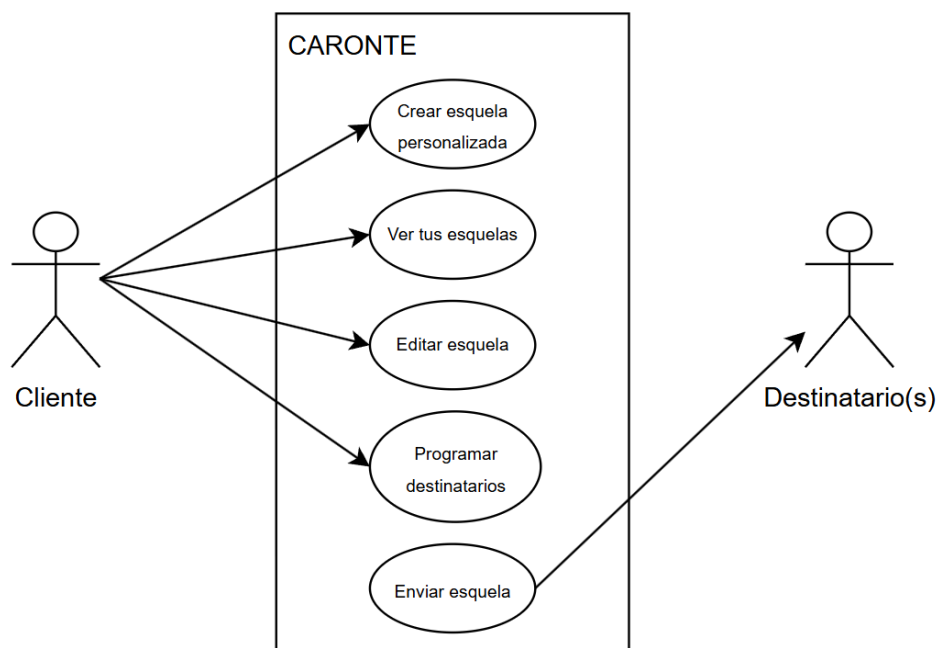 CARONTE
Crear esquela
personalizada
Ver tus esquelas
Editar esquela
Cliente
Destinatario(s)
Programar
destinatarios
Enviar esquela